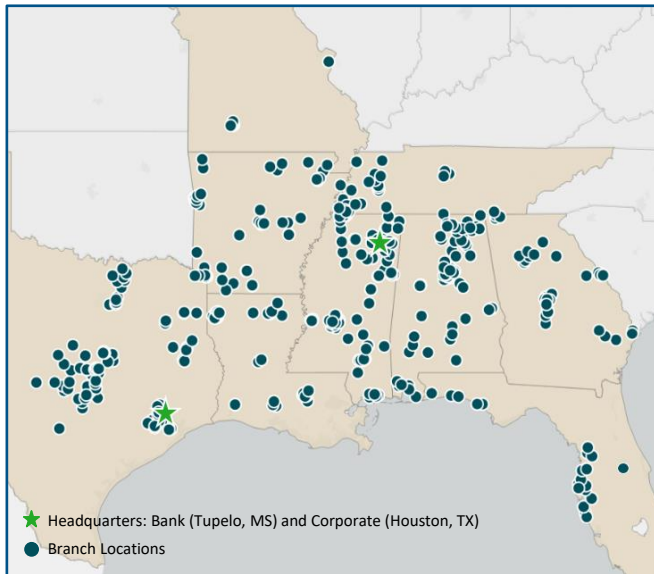 Headquarters: Bank (Tupelo, MS) and Corporate (Houston, TX)
Branch Locations